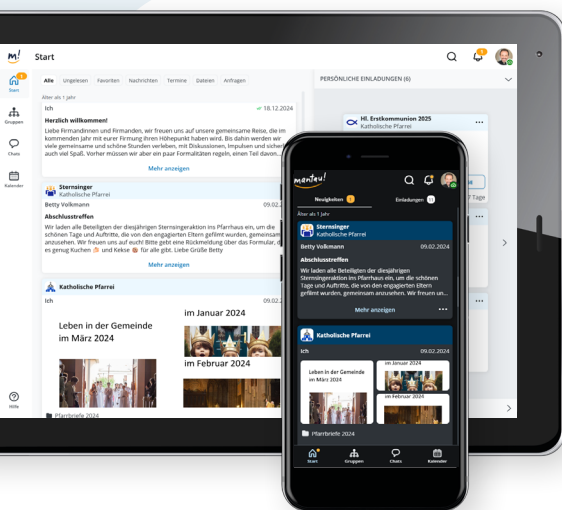 m!
Start
1
Start
Gruppen
Chats
Kalender
Hilfe
Alle Ungelesen Favoriten Nachrichten Termine Dateien Anfragen
Älter als 1 Jahr
Ich 18.12.2024
Herzlich willkommen!
Liebe Firmandinnen und Firmanden, wir freuen uns auf unsere gemeinsame Reise, die im
kommenden Jahr mit eurer Firmung ihren Höhepunkt haben wird. Bis dahin werden wir
viele gemeinsame und schöne Stunden verleben, mit Diskussionen, Impulsen und sicherl
auch viel Spaß. Vorher müssen wir aber ein paar Formalitäten regeln, einen Teil davon...
Mehr anzeigen
Sternsinger
Katholische Pfarrei
Betty Volkmann 09.02.
Abschlusstreffen
Wir laden alle Beteiligten der diesjährigen Sternsingeraktion ins Pfarrhaus ein, um die
schönen Tage und Auftritte, die von den engagierten Eltern gefilmt wurden, gemeinsam
anzusehen. Wir freuen uns auf euch! Bitte gebt eine Rückmeldung über das Formular, d
es genug Kuchen und Kekse für alle gibt. Liebe Grüße Betty
Mehr anzeigen
Katholische Pfarrei
Ich 09.02.
Leben in der Gemeinde
im März 2024
im Januar 2024
im Februar 2024
Pfarrbriefe 2024
PERSÖNLICHE EINLADUNGEN (6)
Hl. Erstkommunion 2025
Katholische Pfarrei
7 Tage
manteu!
Neuigkeiten 1 Einladungen
Älter als 1 Jahr
Sternsinger
Katholische Pfarrei
Betty Volkmann 09.02.2024
Abschlusstreffen
Wir laden alle Beteiligten der diesjährigen
Sternsingeraktion ins Pfarrhaus ein, um die schönen
Tage und Auftritte, die von den engagierten Eltern
gefilmt wurden, gemeinsam anzusehen. Wir freuen un...
Mehr anzeigen
Katholische Pfarrei
Ich 09.02.2024
Leben in der Gemeinde
im März 2024
im Januar 2024
im Februar 2024
Pfarrbriefe 2024
Start Gruppen Chats Kalender